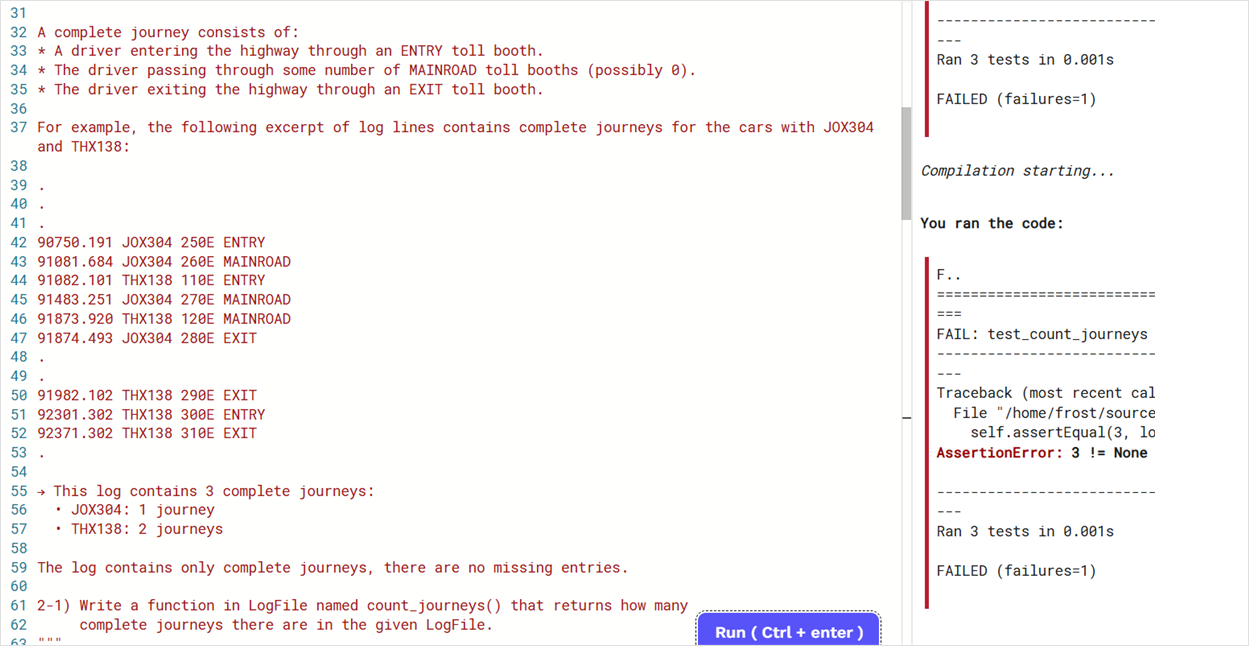 31
32 A complete journey consists of:
33 * A driver entering the highway through an ENTRY toll booth.
34 * The driver passing through some number of MAINROAD toll booths (possibly 0).
35 * The driver exiting the highway through an EXIT toll booth.
36
37 For example, the following excerpt of log lines contains complete journeys for the cars with JOX304
and THX138:
38
39 .
40 .
41 .
42 90750.191 JOX304 250E ENTRY
43 91081.684 JOX304 260E MAINROAD
44 91082.101 THX138 110E ENTRY
45 91483.251 JOX304 270E MAINROAD
46 91873.920 THX138 120E MAINROAD
47 91874.493 JOX304 280E EXIT
48 .
49 .
50 91982.102 THX138 290E EXIT
51 92301.302 THX138 300E ENTRY
52 92371.302 THX138 310E EXIT
53 .
54
55 → This log contains 3 complete journeys:
56 • JOX304: 1 journey
57 • THX138: 2 journeys
58
59 The log contains only complete journeys, there are no missing entries.
60
61 2-1) Write a function in LogFile named count_journeys() that returns how many
62 complete journeys there are in the given LogFile.
63 """
Run ( Ctrl + enter )
--------------------------
---
Ran 3 tests in 0.001s
FAILED (failures=1)
Compilation starting...
You ran the code:
F..
==========================
===
FAIL: test_count_journeys
--------------------------
---
Traceback (most recent cal
File "/home/frost/source
self.assertEqual(3, lo
AssertionError: 3 != None
--------------------------
---
Ran 3 tests in 0.001s
FAILED (failures=1)